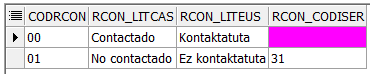 CODRCON RCON_LITCAS RCON_LITEUS RCON_CODISER
00 Contactado Kontaktatuta
01 No contactado Ez kontaktatuta 31